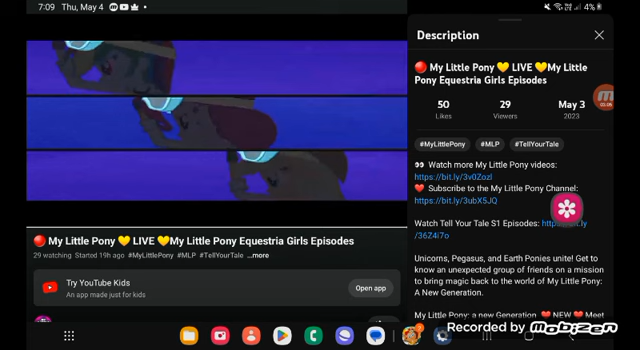 7:09 Thu, May 4
4%
Description
🔴 My Little Pony 💛 LIVE 💛My Little
Pony Equestria Girls Episodes
50 29 May 3
Likes Viewers 2023
#MyLittlePony #MLP #TellYourTale
👀 Watch more My Little Pony videos:
https://bit.ly/3v0Zozl
❤️ Subscribe to the My Little Pony Channel:
https://bit.ly/3ubX5JQ
Watch Tell Your Tale S1 Episodes:
/36Z4i7o
Unicorns, Pegasus, and Earth Ponies unite! Get to
know an unexpected group of friends on a mission
to bring magic back to the world of My Little Pony:
A New Generation.
My Little Pony: a new Generation ❤️ NEW ❤️ Meet
🔴My Little Pony 💛 LIVE 💛My Little Pony Equestria Girls Episodes
29 watching Started 19h ago #MyLittlePony #MLP #TellYourTale ...more
Try YouTube Kids
An app made just for kids
Open app
Recorded by mobizen